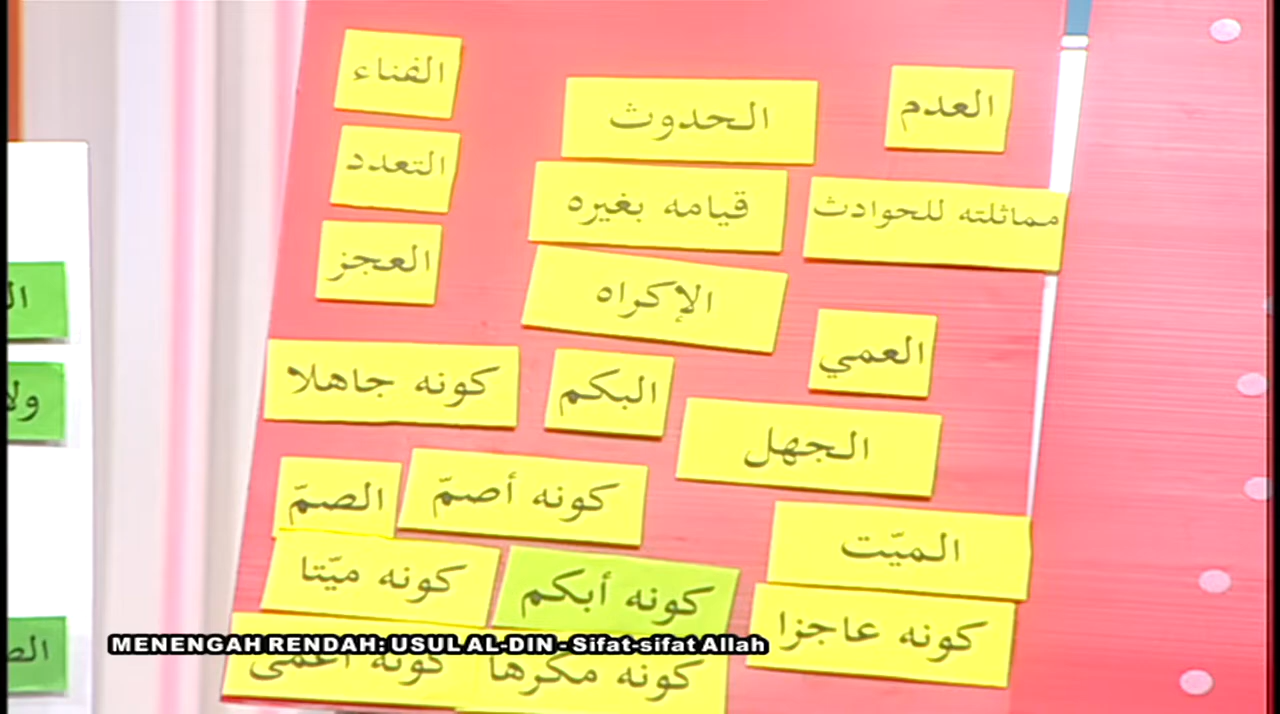 العدم
الحدوث
الفناء
مماثلته للحوادث
قيامه بغيره
التعدد
الإكراه
العجز
العمي
البكم
كونه جاهلا
الجهل
كونه أصمّ
الصمّ
الميّت
كونه أبكم
كونه ميّتا
كونه عاجزا
كونه مكرها
كونه أعمى
MENENGAH RENDAH: USUL AL-DIN - Sifat-sifat Allah